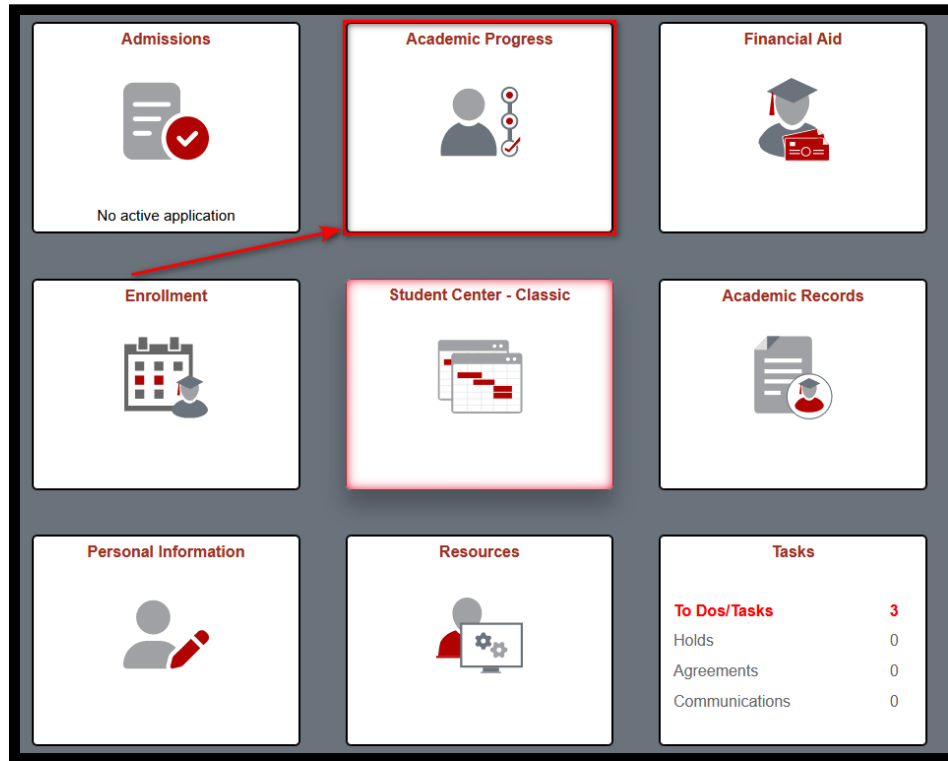 Admissions
No active application
Academic Progress
Financial Aid
Enrollment
Student Center - Classic
Academic Records
Personal Information
Resources
Tasks
To Dos/Tasks 3
Holds 0
Agreements 0
Communications 0